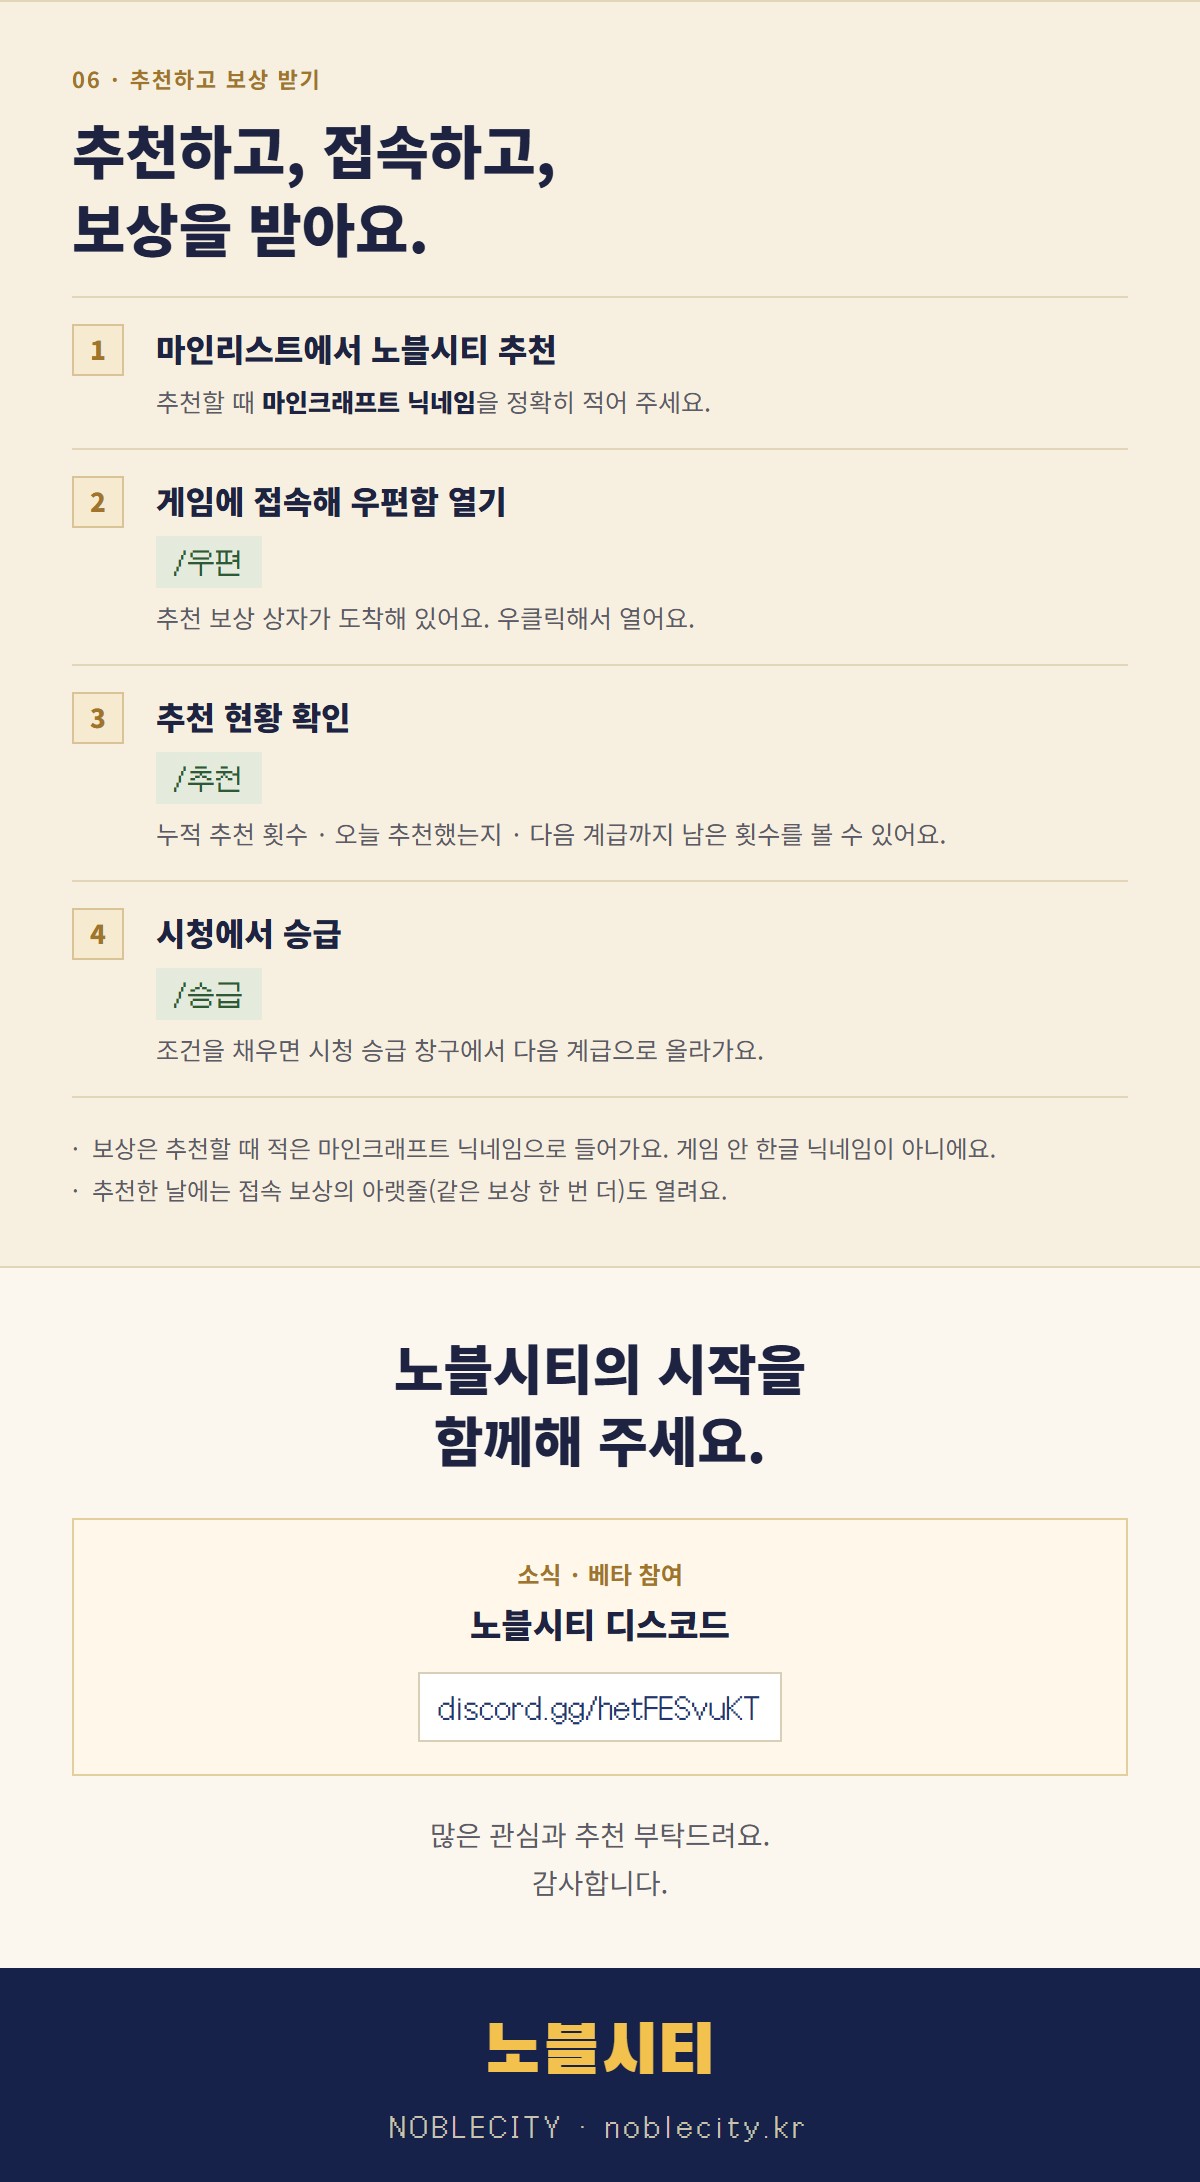 06 · 추천하고 보상 받기
추천하고, 접속하고,
보상을 받아요.
1
마인리스트에서 노블시티 추천
추천할 때 마인크래프트 닉네임을 정확히 적어 주세요.
2
게임에 접속해 우편함 열기
/우편
추천 보상 상자가 도착해 있어요. 우클릭해서 열어요.
3
추천 현황 확인
/추천
누적 추천 횟수 · 오늘 추천했는지 · 다음 계급까지 남은 횟수를 볼 수 있어요.
4
시청에서 승급
/승급
조건을 채우면 시청 승급 창구에서 다음 계급으로 올라가요.
· 보상은 추천할 때 적은 마인크래프트 닉네임으로 들어가요. 게임 안 한글 닉네임이 아니에요.
· 추천한 날에는 접속 보상의 아랫줄(같은 보상 한 번 더)도 열려요.
노블시티의 시작을
함께해 주세요.
소식 · 베타 참여
노블시티 디스코드
discord.gg/hetFESvuKT
많은 관심과 추천 부탁드려요.
감사합니다.
노블시티
NOBLECITY · noblecity.kr